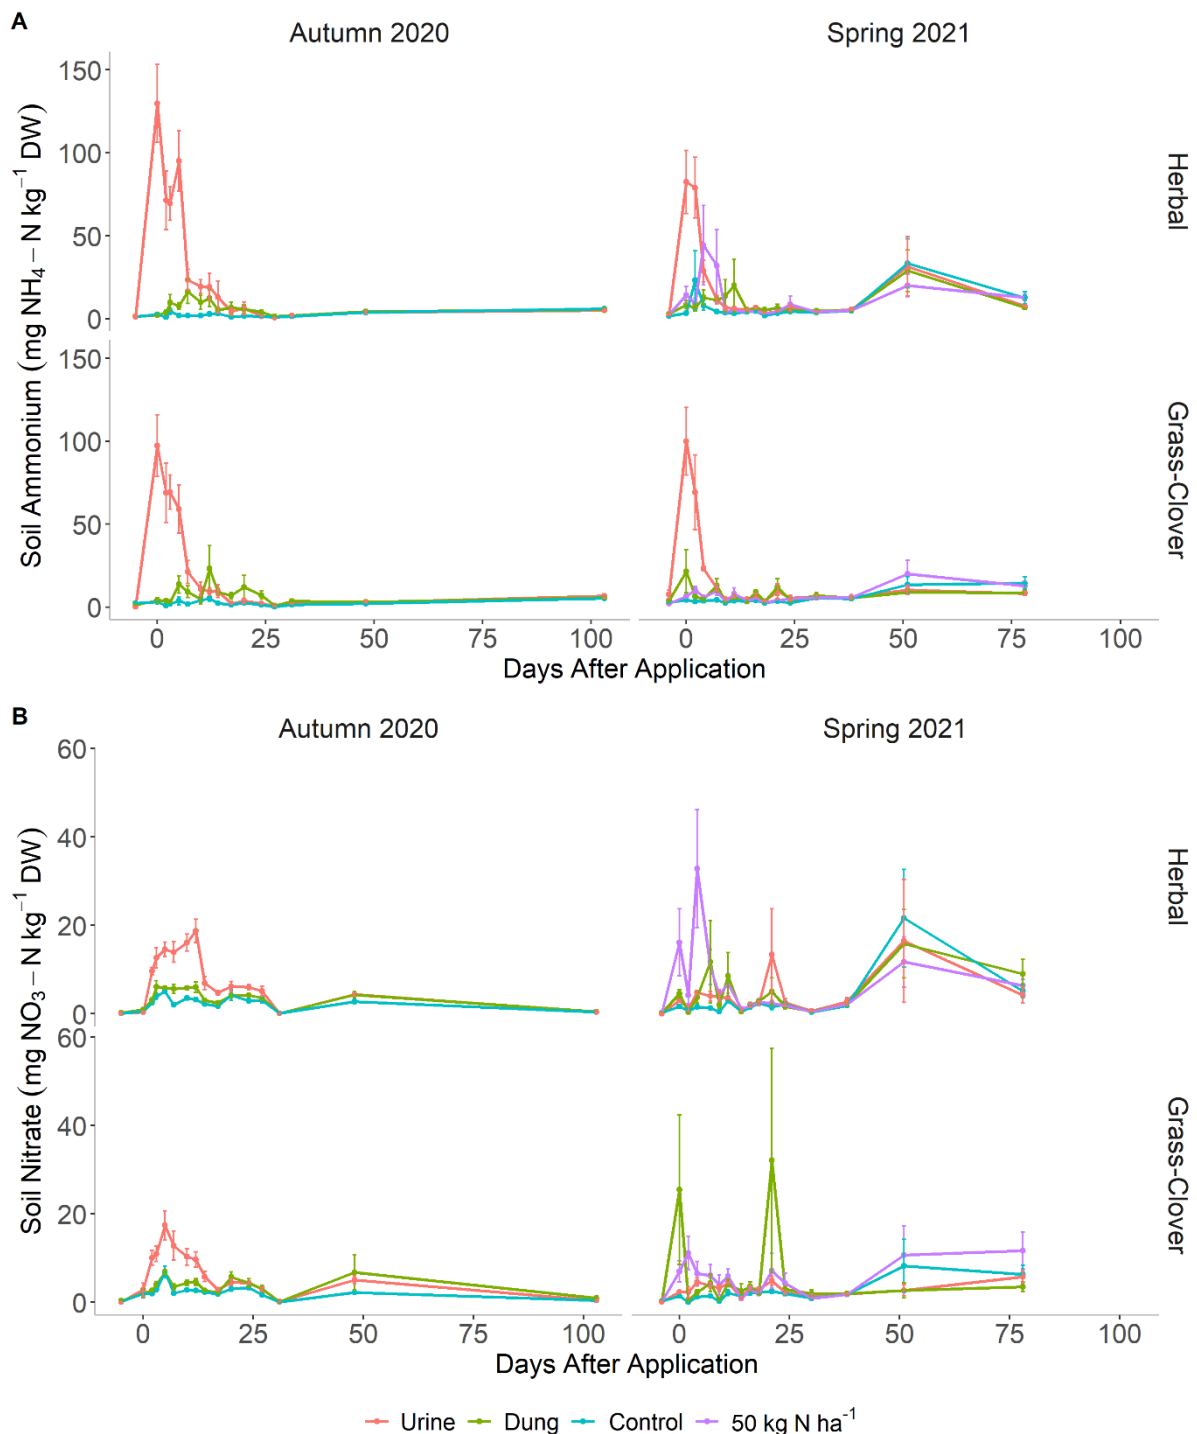 A
Autumn 2020 Spring 2021
Soil Ammonium (mg NH₄ – N kg⁻¹ DW)
150
100
50
0
Herbal
150
100
50
0
Grass-Clover
0 25 50 75 100 0 25 50 75 100
Days After Application
B
Autumn 2020 Spring 2021
Soil Nitrate (mg NO₃ – N kg⁻¹ DW)
60
40
20
0
Herbal
60
40
20
0
Grass-Clover
0 25 50 75 100 0 25 50 75 100
Days After Application
Urine Dung Control 50 kg N ha⁻¹